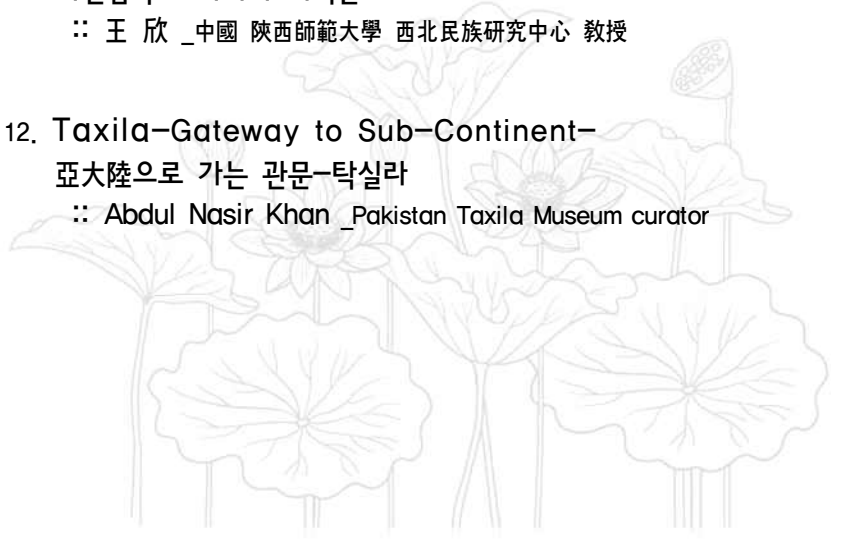 :: 王 欣 _中國 陝西師範大學 西北民族研究中心 敎授
12. Taxila-Gateway to Sub-Continent-
亞大陸으로 가는 관문-탁실라
:: Abdul Nasir Khan _Pakistan Taxila Museum curator